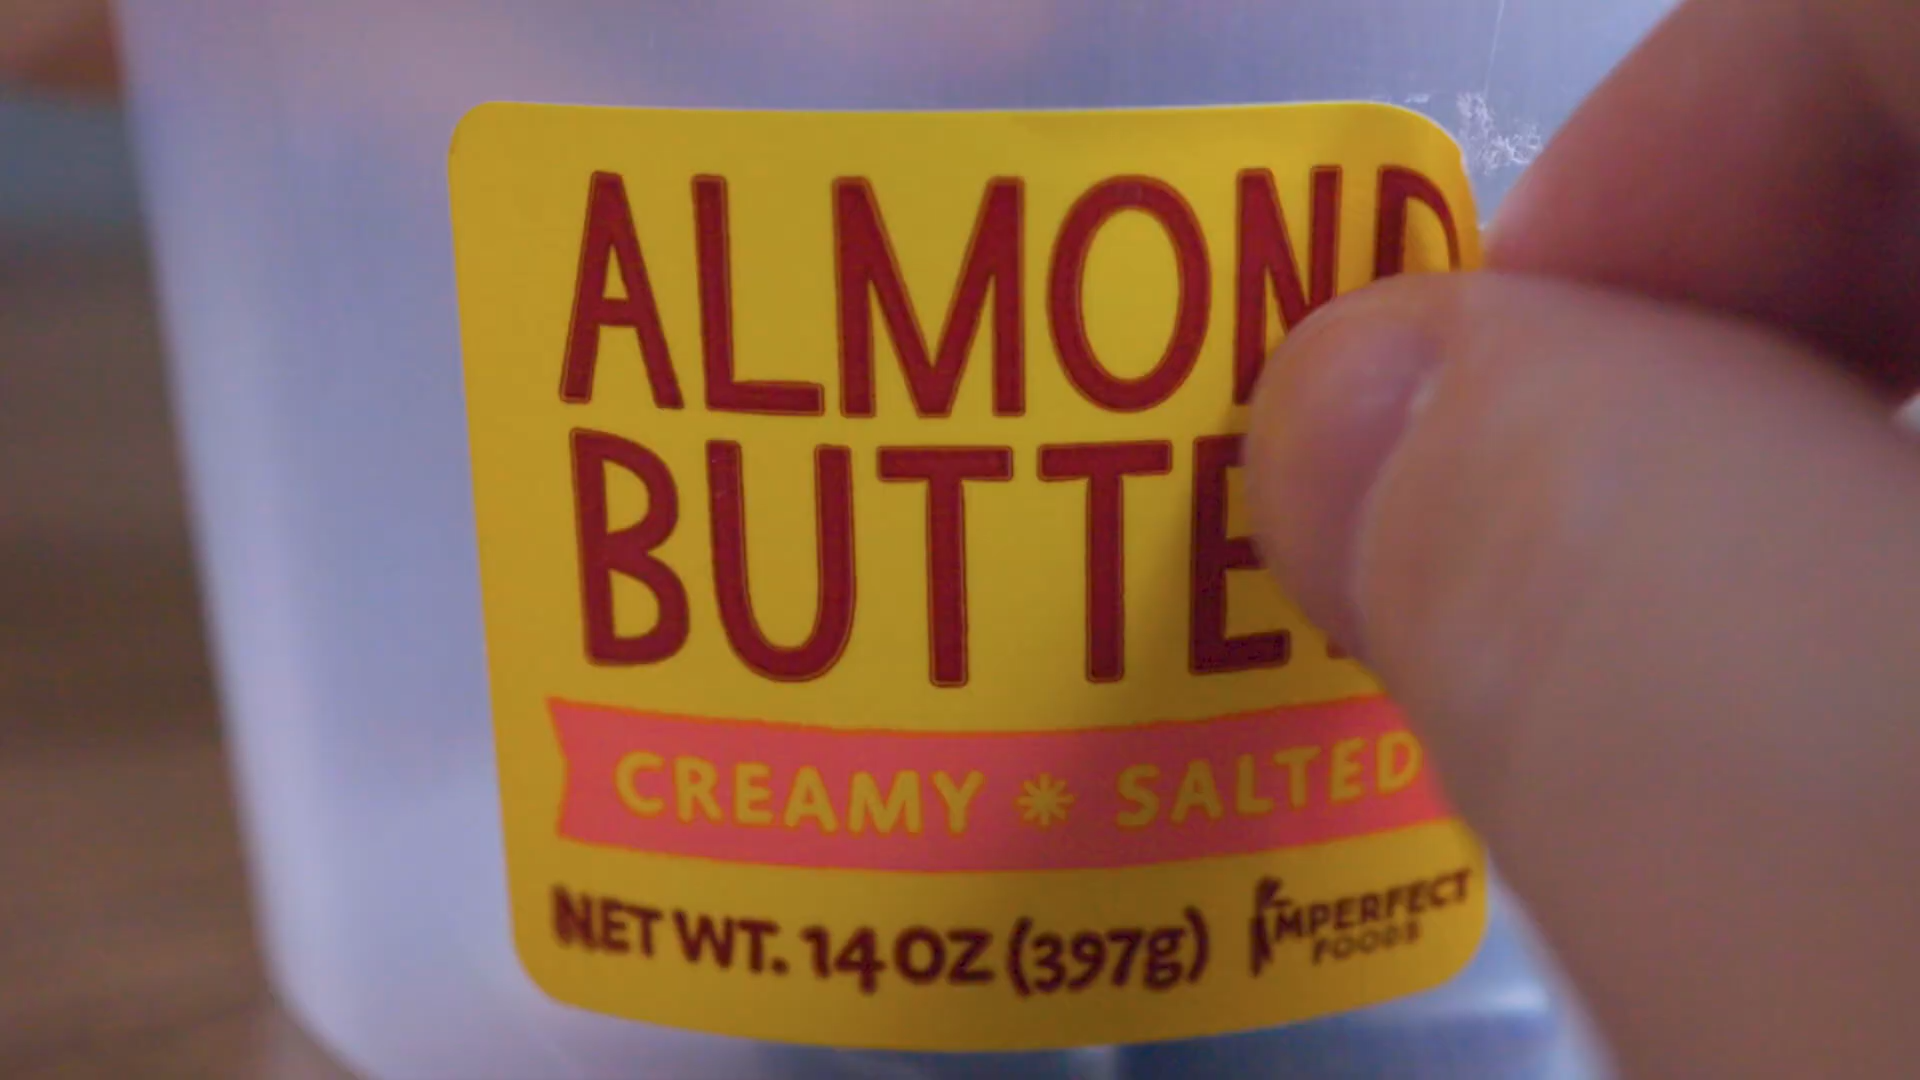 ALMOND
BUTTE
CREAMY * SALTED
NET WT. 14 OZ (397g)
IMPERFECT
FOODS